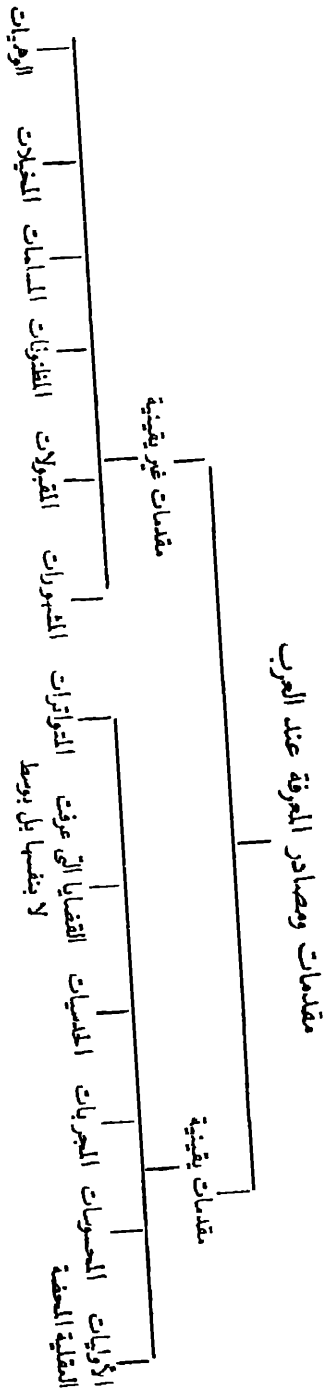 مقدمات ومصادر المعرفة عند العرب
مقدمات يقينية
مقدمات غير يقينية
الأوليات
العقلية المحضة
المحسوسات
المجربات
الحدسيات
القضايا التى عرفت
لا بنفسها بل بوسط
المتواترات
المشهورات
المقبولات
المظنونات
المسلمات
المخيلات
الوهميات